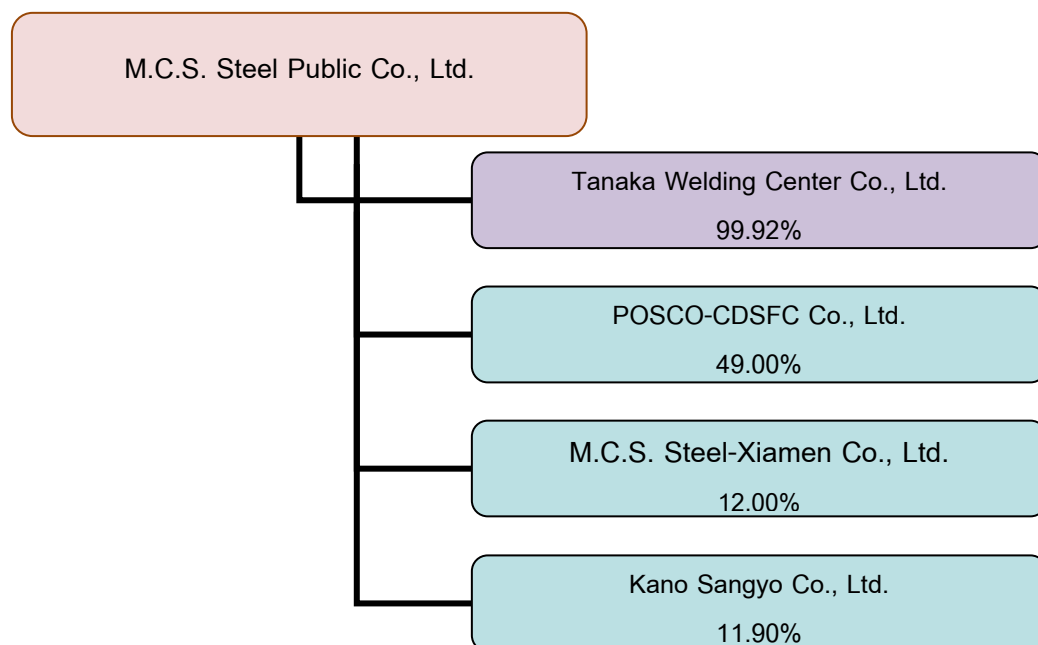 M.C.S. Steel Public Co., Ltd.
Tanaka Welding Center Co., Ltd.
99.92%
POSCO-CDSFC Co., Ltd.
49.00%
M.C.S. Steel-Xiamen Co., Ltd.
12.00%
Kano Sangyo Co., Ltd.
11.90%